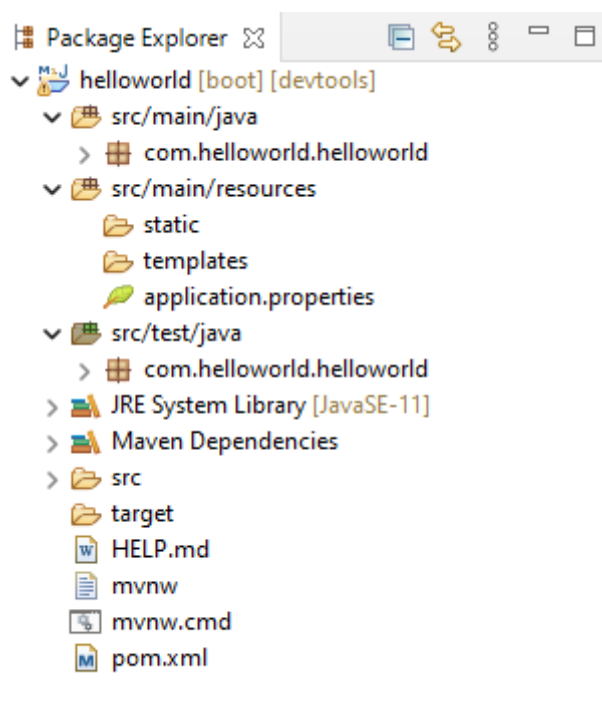 Package Explorer
helloworld [boot] [devtools]
src/main/java
com.helloworld.helloworld
src/main/resources
static
templates
application.properties
src/test/java
com.helloworld.helloworld
JRE System Library [JavaSE-11]
Maven Dependencies
src
target
HELP.md
mvnw
mvnw.cmd
pom.xml